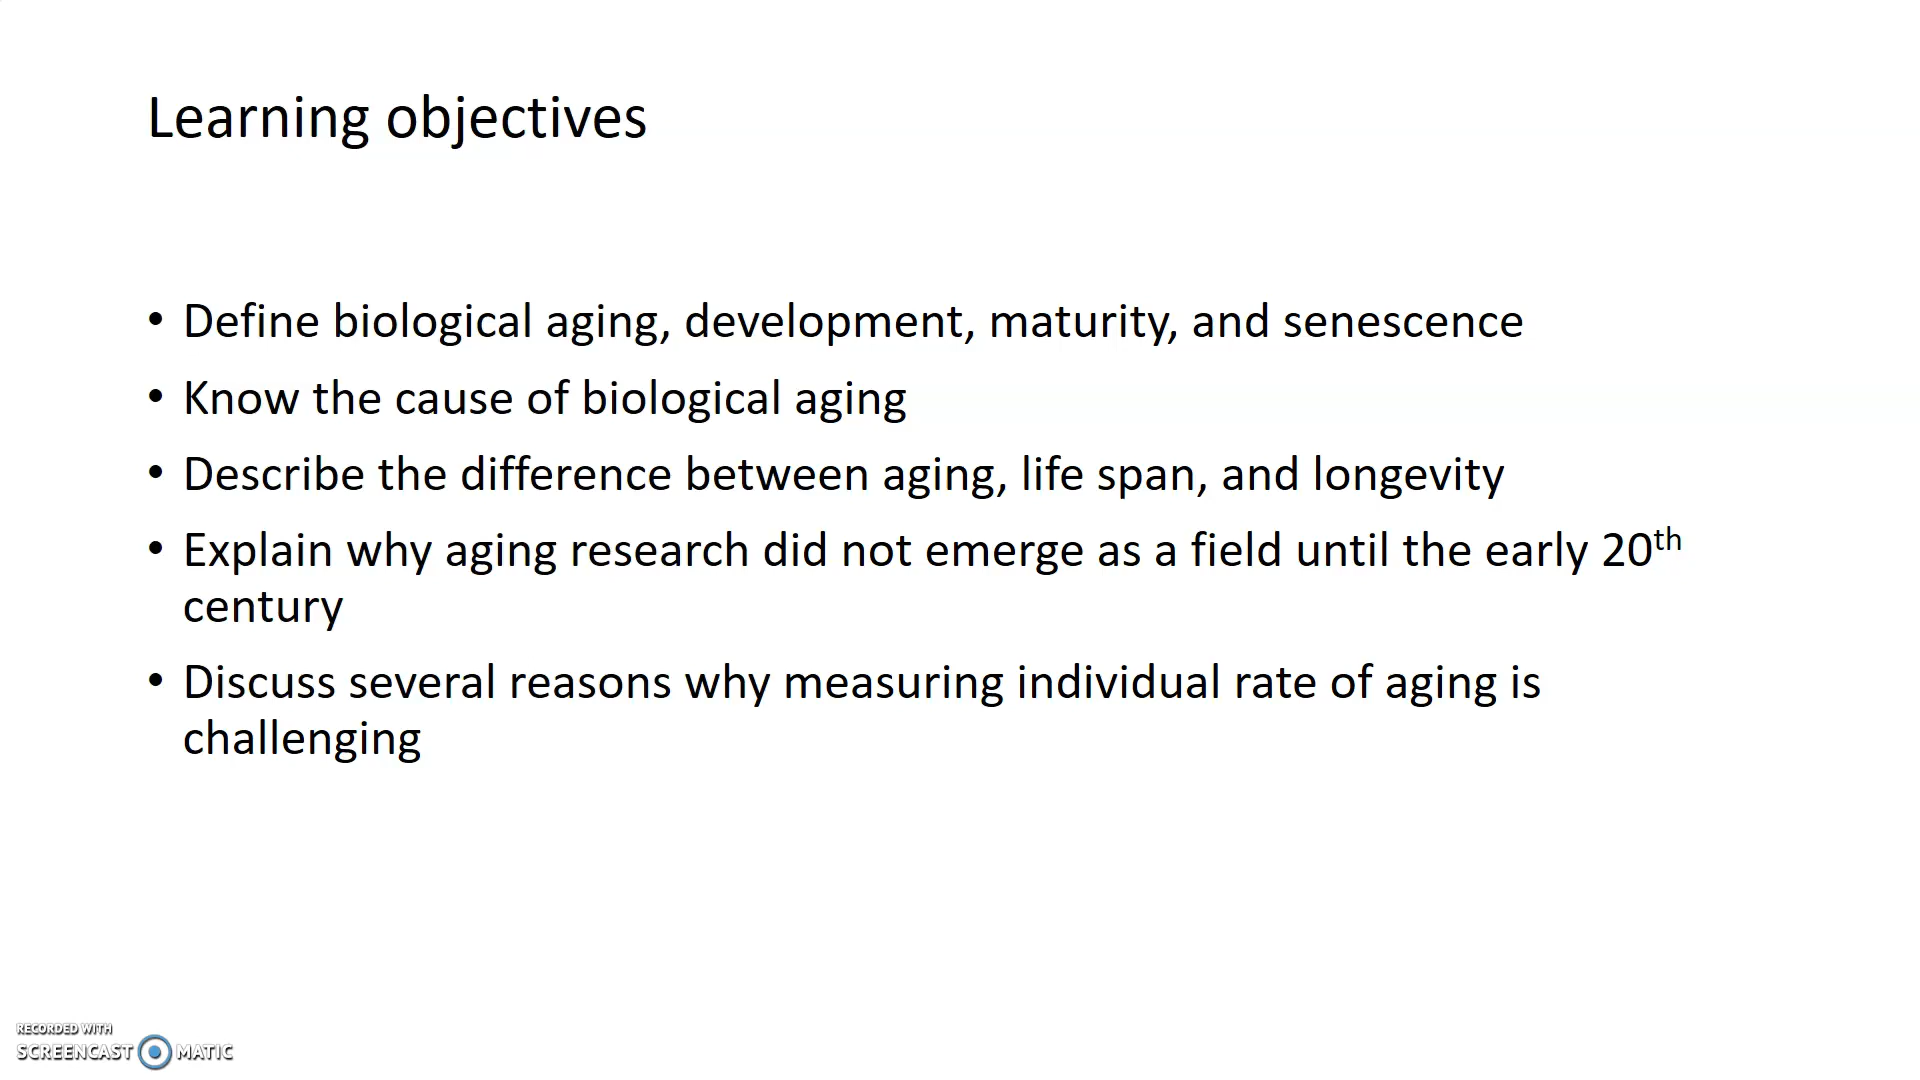 Learning objectives
• Define biological aging, development, maturity, and senescence
• Know the cause of biological aging
• Describe the difference between aging, life span, and longevity
• Explain why aging research did not emerge as a field until the early 20th
century
• Discuss several reasons why measuring individual rate of aging is
challenging
RECORDED WITH
SCREENCAST MATIC